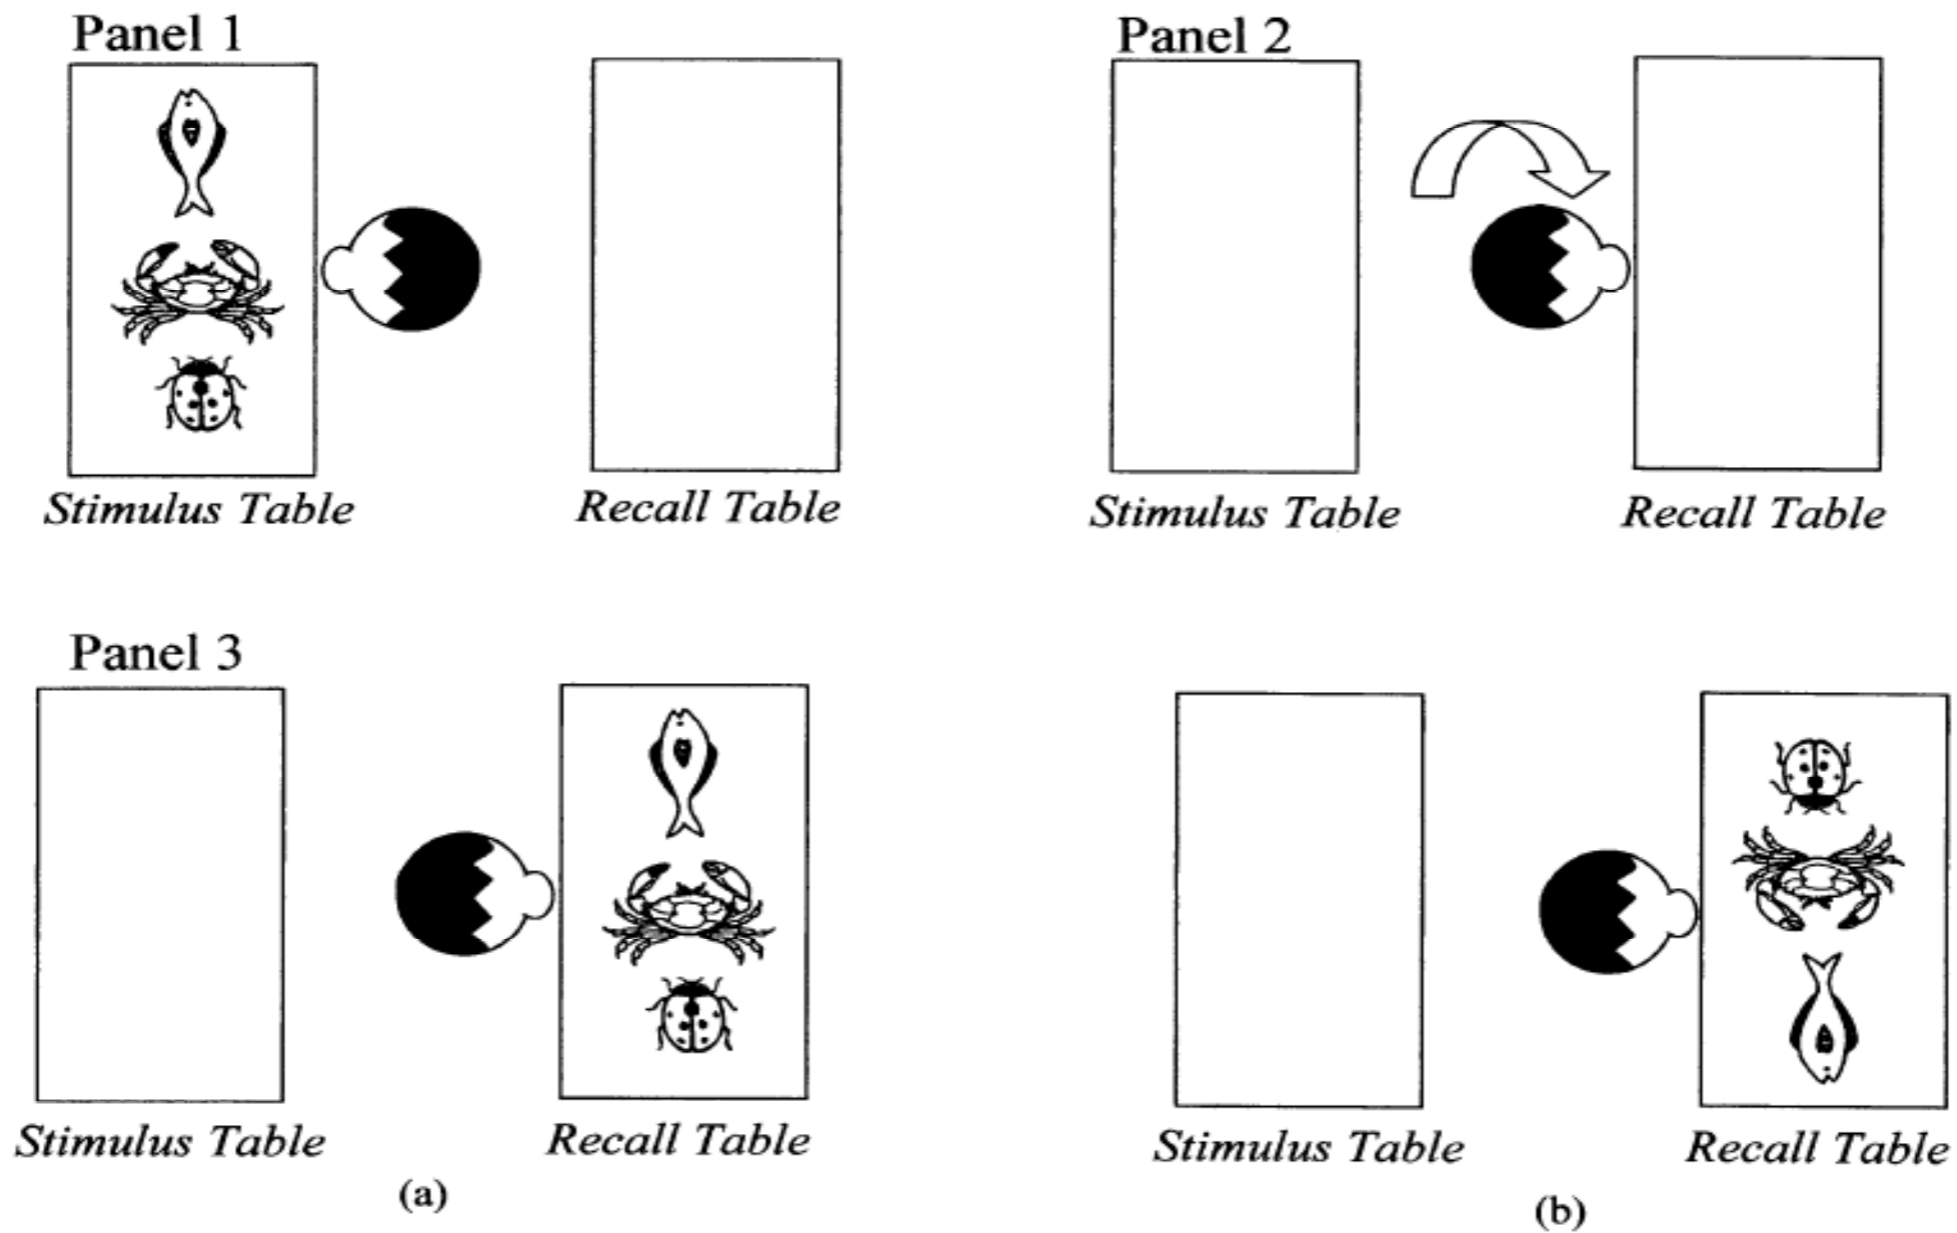 Panel 1
Panel 2
Stimulus Table
Recall Table
Stimulus Table
Recall Table
Panel 3
Stimulus Table
Recall Table
Stimulus Table
Recall Table
(a)
(b)